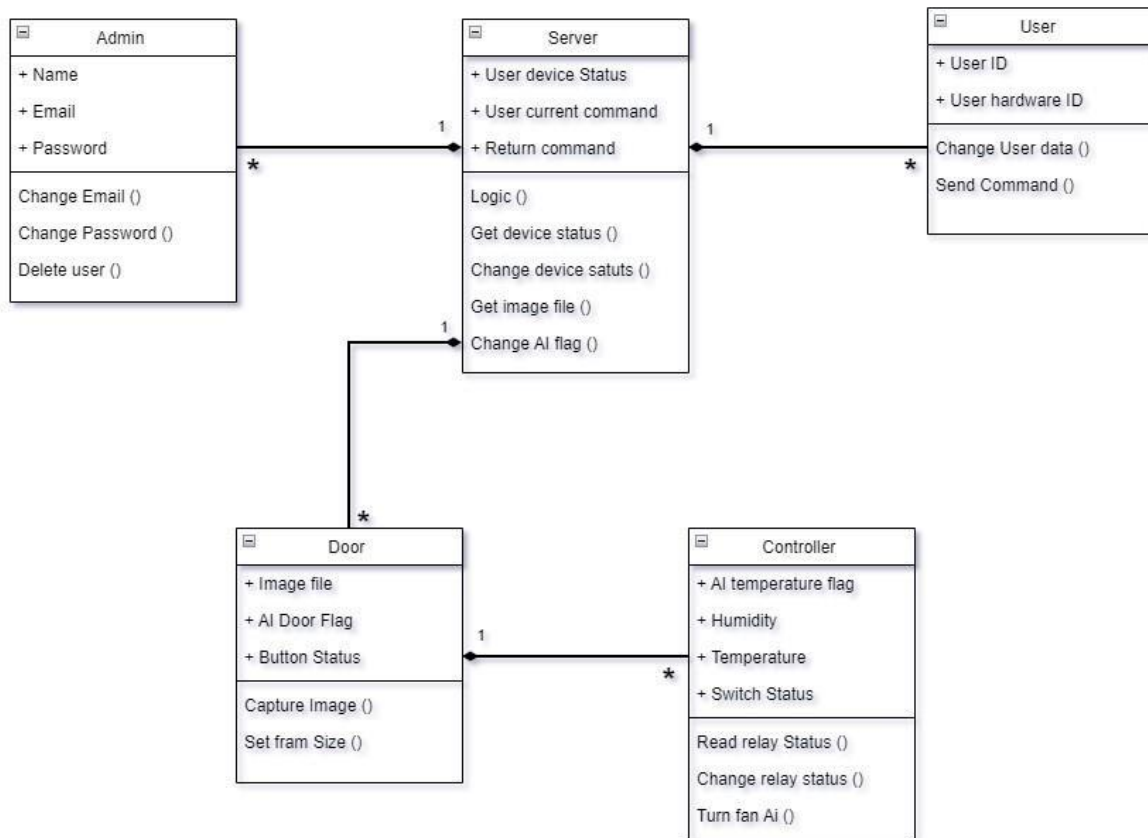 Admin
+ Name
+ Email
+ Password
Change Email ()
Change Password ()
Delete user ()
1
*
Server
+ User device Status
+ User current command
+ Return command
Logic ()
Get device status ()
Change device satuts ()
Get image file ()
Change AI flag ()
1
*
User
+ User ID
+ User hardware ID
Change User data ()
Send Command ()
1
*
Door
+ Image file
+ AI Door Flag
+ Button Status
Capture Image ()
Set fram Size ()
1
*
Controller
+ AI temperature flag
+ Humidity
+ Temperature
+ Switch Status
Read relay Status ()
Change relay status ()
Turn fan Ai ()